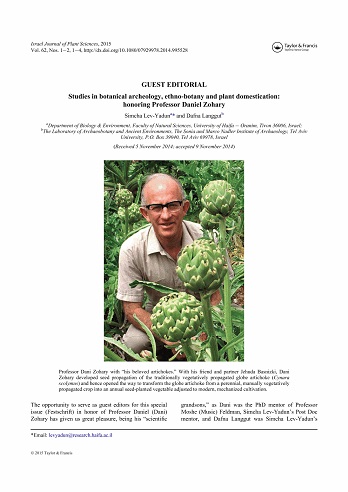 Israel Journal of Plant Sciences, 2015
Vol. 62, Nos. 1–2, 1–4, http://dx.doi.org/10.1080/07929978.2014.995528
Taylor & Francis
Taylor & Francis Group
GUEST EDITORIAL
Studies in botanical archeology, ethno-botany and plant domestication:
honoring Professor Daniel Zohary
Simcha Lev-Yadun a* and Dafna Langgut b
a Department of Biology & Environment, Faculty of Natural Sciences, University of Haifa – Oranim, Tivon 36006, Israel;
b The Laboratory of Archaeobotany and Ancient Environments, The Sonia and Marco Nadler Institute of Archaeology, Tel Aviv
University, P.O. Box 39040, Tel Aviv 69978, Israel
(Received 5 November 2014; accepted 9 November 2014)
Professor Dani Zohary with "his beloved artichokes." With his friend and partner Jehuda Basnizki, Dani
Zohary developed seed propagation of the traditionally vegetatively propagated globe artichoke (Cynara
scolymus) and hence opened the way to transform the globe artichoke from a perennial, manually vegetatively
propagated crop into an annual seed-planted vegetable adjusted to modern, mechanized cultivation.
The opportunity to serve as guest editors for this special
issue (Festschrift) in honor of Professor Daniel (Dani)
Zohary has given us great pleasure, being his "scientific
grandsons," as Dani was the PhD mentor of Professor
Moshe (Music) Feldman, Simcha Lev-Yadun's Post Doc
mentor, and Dafna Langgut was Simcha Lev-Yadun's
*Email: levyadun@research.haifa.ac.il
© 2015 Taylor & Francis